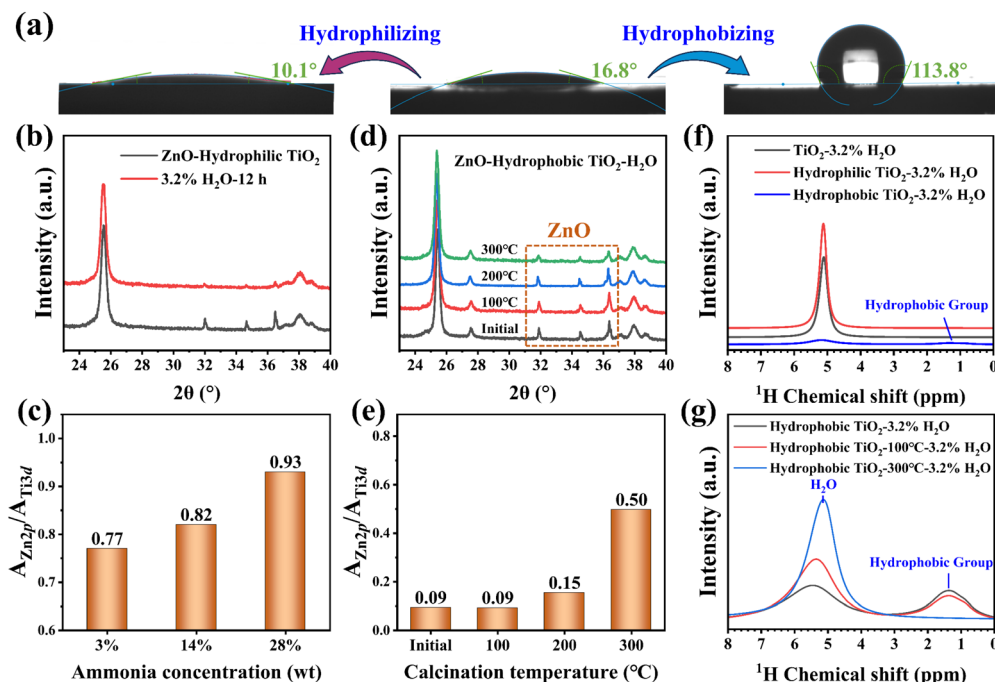 (a)
Hydrophilizing
Hydrophobizing
10.1°
16.8°
113.8°
(b)
ZnO-Hydrophilic TiO₂
3.2% H₂O-12 h
Intensity (a.u.)
24 26 28 30 32 34 36 38 40
2θ (°)
(d)
ZnO-Hydrophobic TiO₂-H₂O
ZnO
300℃
200℃
100℃
Initial
Intensity (a.u.)
24 26 28 30 32 34 36 38 40
2θ (°)
(f)
TiO₂-3.2% H₂O
Hydrophilic TiO₂-3.2% H₂O
Hydrophobic TiO₂-3.2% H₂O
Hydrophobic Group
Intensity (a.u.)
8 7 6 5 4 3 2 1 0
¹H Chemical shift (ppm)
(c)
1.0
0.9
0.8
0.7
0.6
0.77
0.82
0.93
A_Zn2p/A_Ti3d
3% 14% 28%
Ammonia concentration (wt)
(e)
0.8
0.6
0.4
0.2
0.0
0.09
0.09
0.15
0.50
A_Zn2p/A_Ti3d
Initial 100 200 300
Calcination temperature (℃)
(g)
Hydrophobic TiO₂-3.2% H₂O
Hydrophobic TiO₂-100℃-3.2% H₂O
Hydrophobic TiO₂-300℃-3.2% H₂O
H₂O
Hydrophobic Group
Intensity (a.u.)
8 7 6 5 4 3 2 1 0
¹H Chemical shift (ppm)